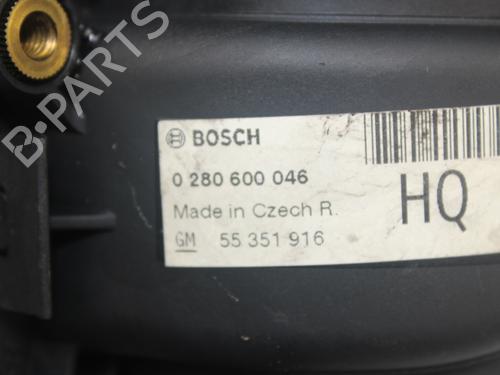 B-PARTS
BOSCH
0 280 600 046
Made in Czech R.
HQ
GM 55 351 916